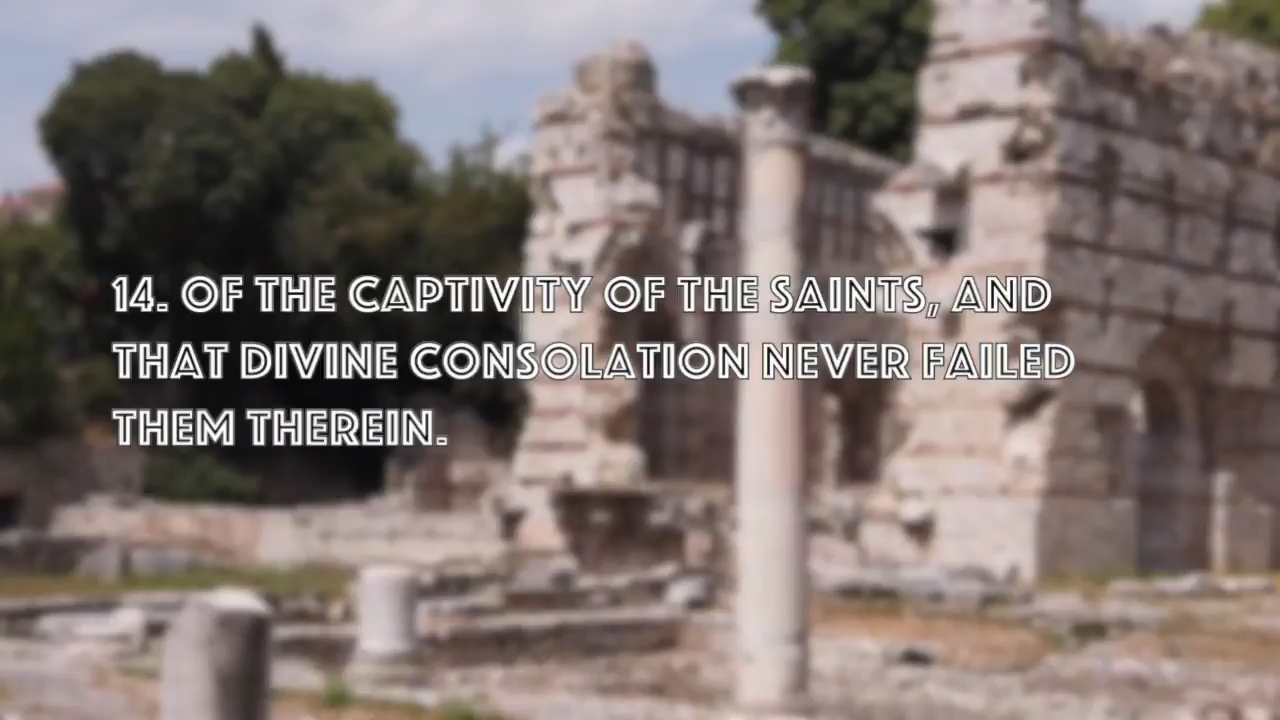 14. OF THE CAPTIVITY OF THE SAINTS, AND
THAT DIVINE CONSOLATION NEVER FAILED
THEM THEREIN.